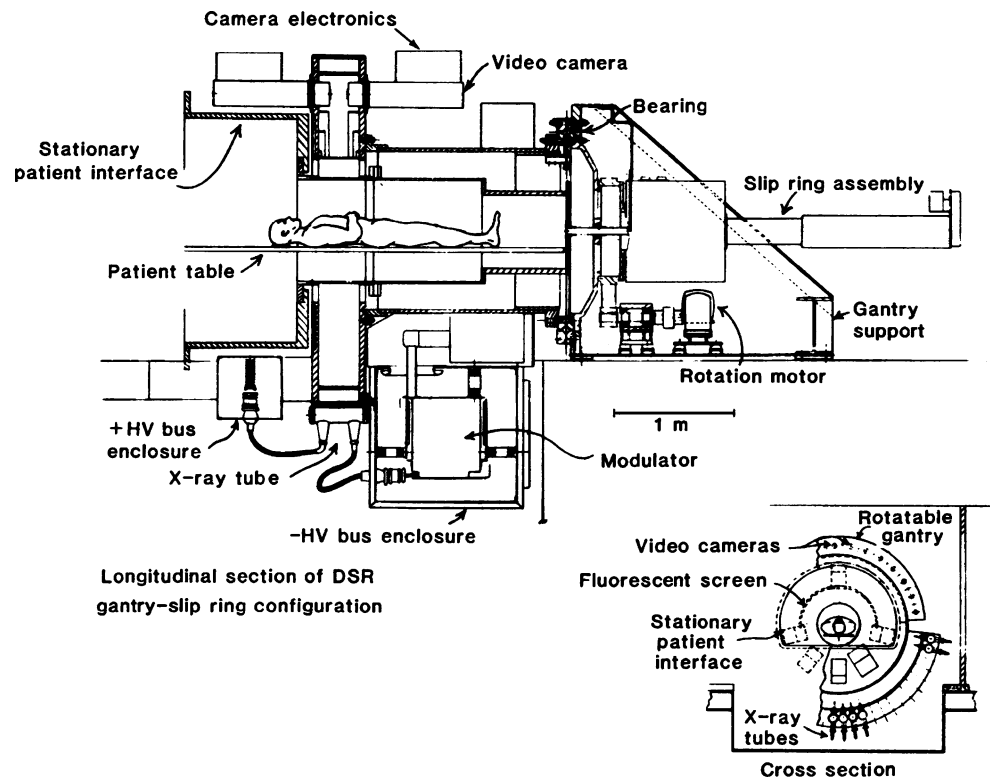 Camera electronics
Video camera
Bearing
Stationary
patient interface
Slip ring assembly
Patient table
Gantry
support
Rotation motor
1 m
+HV bus
enclosure
X-ray tube
Modulator
-HV bus enclosure
Longitudinal section of DSR
gantry-slip ring configuration
Rotatable
gantry
Video cameras
Fluorescent screen
Stationary
patient
interface
X-ray
tubes
Cross section